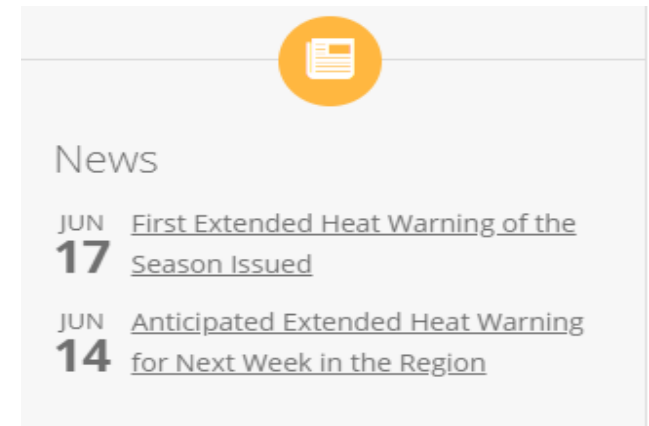 News
JUN
17
First Extended Heat Warning of the
Season Issued
JUN
14
Anticipated Extended Heat Warning
for Next Week in the Region